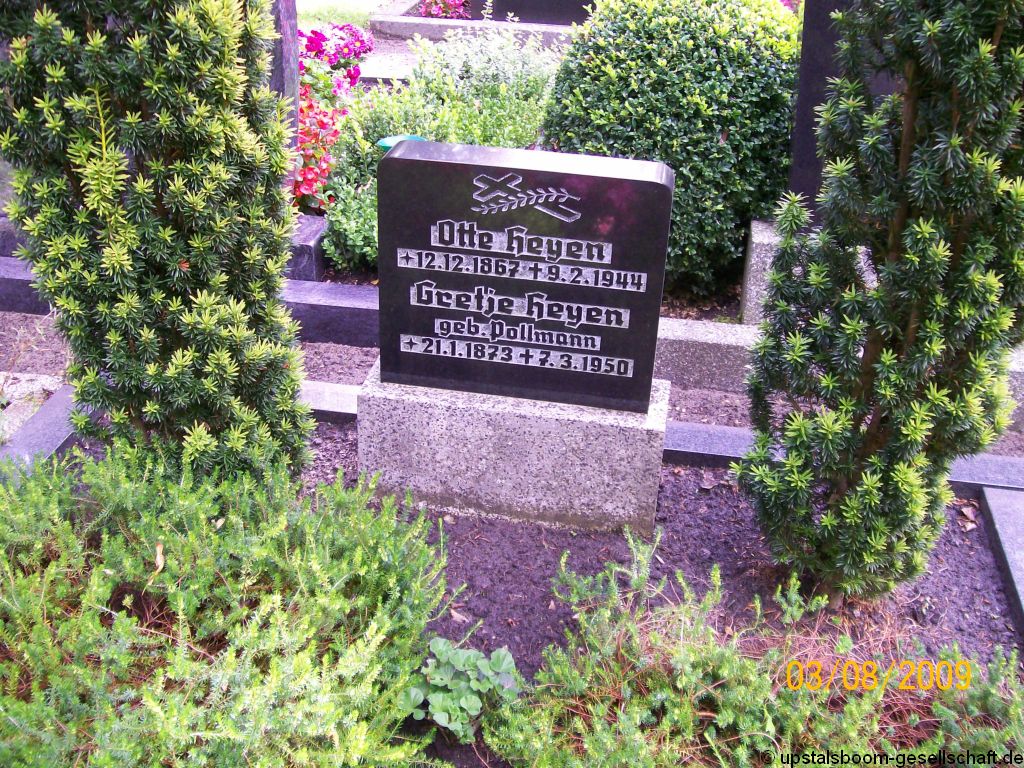 Otte Heyen
+12.12.1867 +9.2.1944
Gretje Heyen
geb. Pollmann
+21.1.1873 +7.3.1950
03/08/2009
© upstalsboom-gesellschaft.de